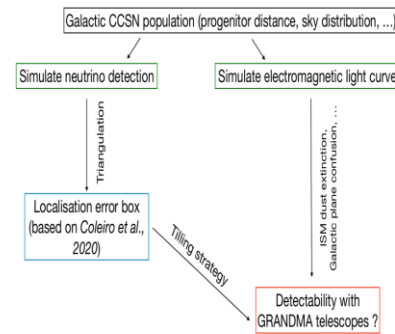 Galactic CCSN population (progenitor distance, sky distribution, ...)
Simulate neutrino detection
Simulate electromagnetic light curve
Triangulation
ISM dust extinction,
Galactic plane confusion, ...
Localisation error box
(based on Coleiro et al.,
2020)
Tilling strategy
Detectability with
GRANDMA telescopes ?